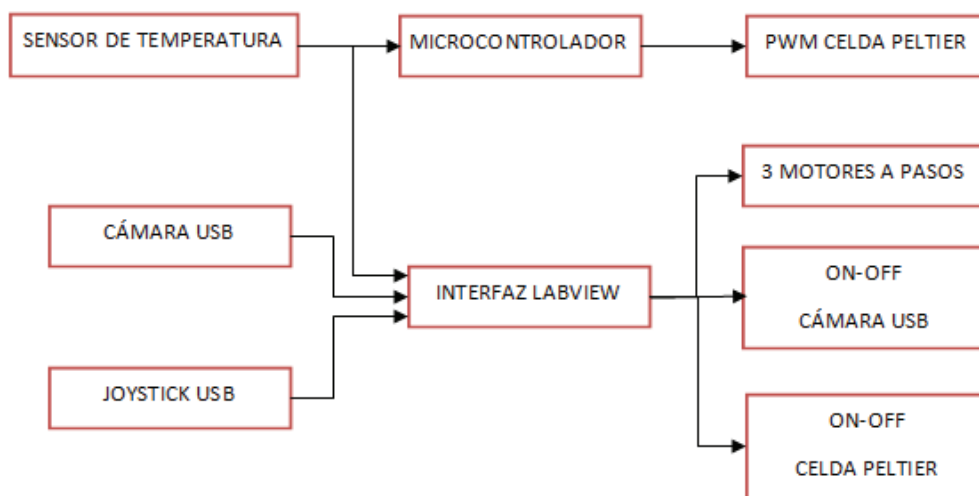 SENSOR DE TEMPERATURA
MICROCONTROLADOR
PWM CELDA PELTIER
3 MOTORES A PASOS
CÁMARA USB
INTERFAZ LABVIEW
ON-OFF
CÁMARA USB
JOYSTICK USB
ON-OFF
CELDA PELTIER